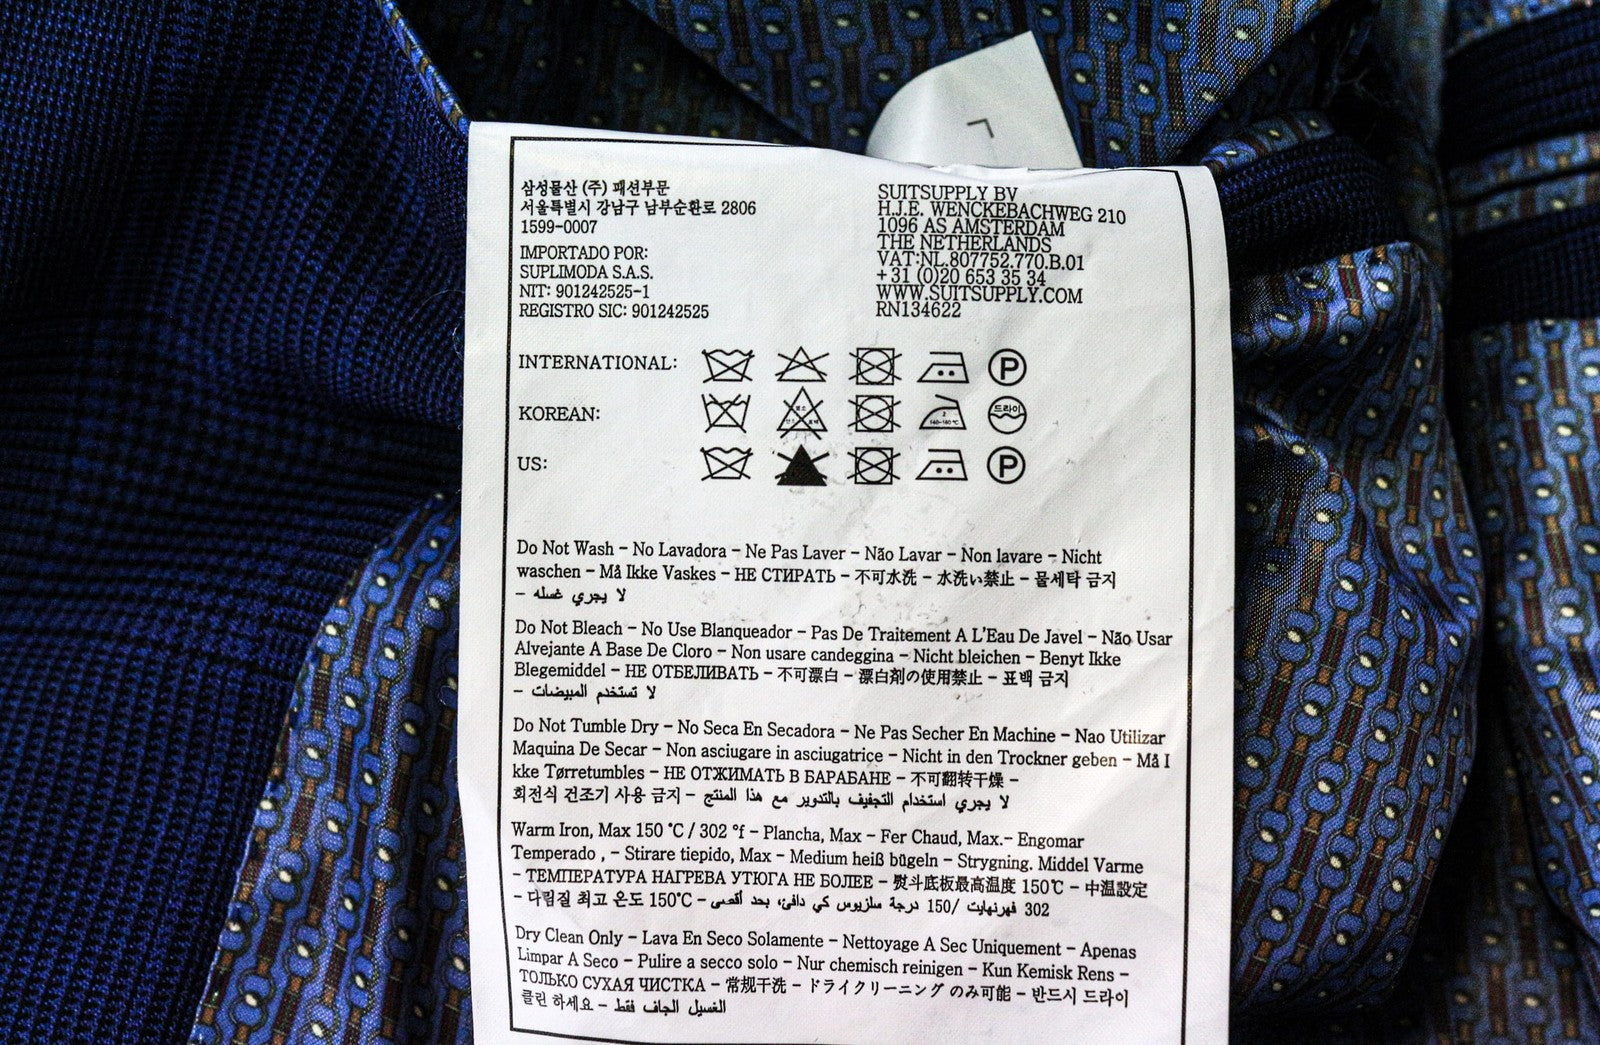 삼성물산 (주) 패션부문
서울특별시 강남구 남부순환로 2806
1599-0007
IMPORTADO POR:
SUPLIMODA S.A.S.
NIT: 901242525-1
REGISTRO SIC: 901242525
SUITSUPPLY BV
H.J.E. WENCKEBACHWEG 210
1096 AS AMSTERDAM
THE NETHERLANDS
VAT:NL.807752.770.B.01
+31 (0)20 653 35 34
WWW.SUITSUPPLY.COM
RN134622
INTERNATIONAL:
P
KOREAN:
2
140~160 ℃
드라이
US:
P
Do Not Wash – No Lavadora – Ne Pas Laver – Não Lavar – Non lavare – Nicht
waschen – Må Ikke Vaskes – НЕ СТИРАТЬ – 不可水洗 – 水洗い禁止 – 물세탁 금지
– لا يجري غسله
Do Not Bleach – No Use Blanqueador – Pas De Traitement A L'Eau De Javel – Não Usar
Alvejante A Base De Cloro – Non usare candeggina – Nicht bleichen – Benyt Ikke
Blegemiddel – НЕ ОТБЕЛИВАТЬ – 不可漂白 – 漂白剤の使用禁止 – 표백 금지
– لا تستخدم المبيضات
Do Not Tumble Dry – No Seca En Secadora – Ne Pas Secher En Machine – Nao Utilizar
Maquina De Secar – Non asciugare in asciugatrice – Nicht in den Trockner geben – Må I
kke Tørretumbles – НЕ ОТЖИМАТЬ В БАРАБАНЕ – 不可翻转干燥 –
회전식 건조기 사용 금지 – لا يجري استخدام التجفيف بالتدوير مع هذا المنتج
Warm Iron, Max 150 °C / 302 °f – Plancha, Max – Fer Chaud, Max.– Engomar
Temperado , – Stirare tiepido, Max – Medium heiß bügeln – Strygning. Middel Varme
– ТЕМПЕРАТУРА НАГРЕВА УТЮГА НЕ БОЛЕЕ – 熨斗底板最高温度 150℃ – 中温設定
– 다림질 최고 온도 150°C – 302 فهرنهايت /150 درجة سلزيوس كي دافئ، بحد أقصى
Dry Clean Only – Lava En Seco Solamente – Nettoyage A Sec Uniquement – Apenas
Limpar A Seco – Pulire a secco solo – Nur chemisch reinigen – Kun Kemisk Rens –
ТОЛЬКО СУХАЯ ЧИСТКА – 常规干洗 – ドライクリーニング のみ可能 – 반드시 드라이
클린 하세요 – الغسيل الجاف فقط